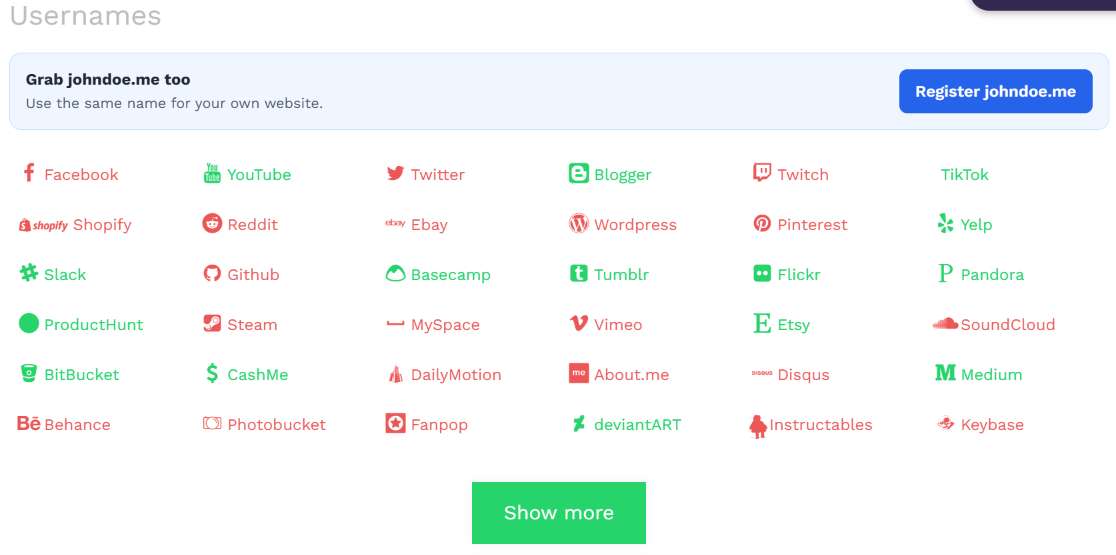 Usernames
Grab johndoe.me too
Use the same name for your own website.
Register johndoe.me
Facebook
You Tube YouTube
Twitter
Blogger
Twitch
TikTok
shopify Shopify
Reddit
ebay Ebay
Wordpress
Pinterest
Yelp
Slack
Github
Basecamp
Tumblr
Flickr
Pandora
ProductHunt
Steam
MySpace
Vimeo
Etsy
SoundCloud
BitBucket
CashMe
DailyMotion
me About.me
DISQUS Disqus
Medium
Bē Behance
Photobucket
Fanpop
deviantART
Instructables
Keybase
Show more